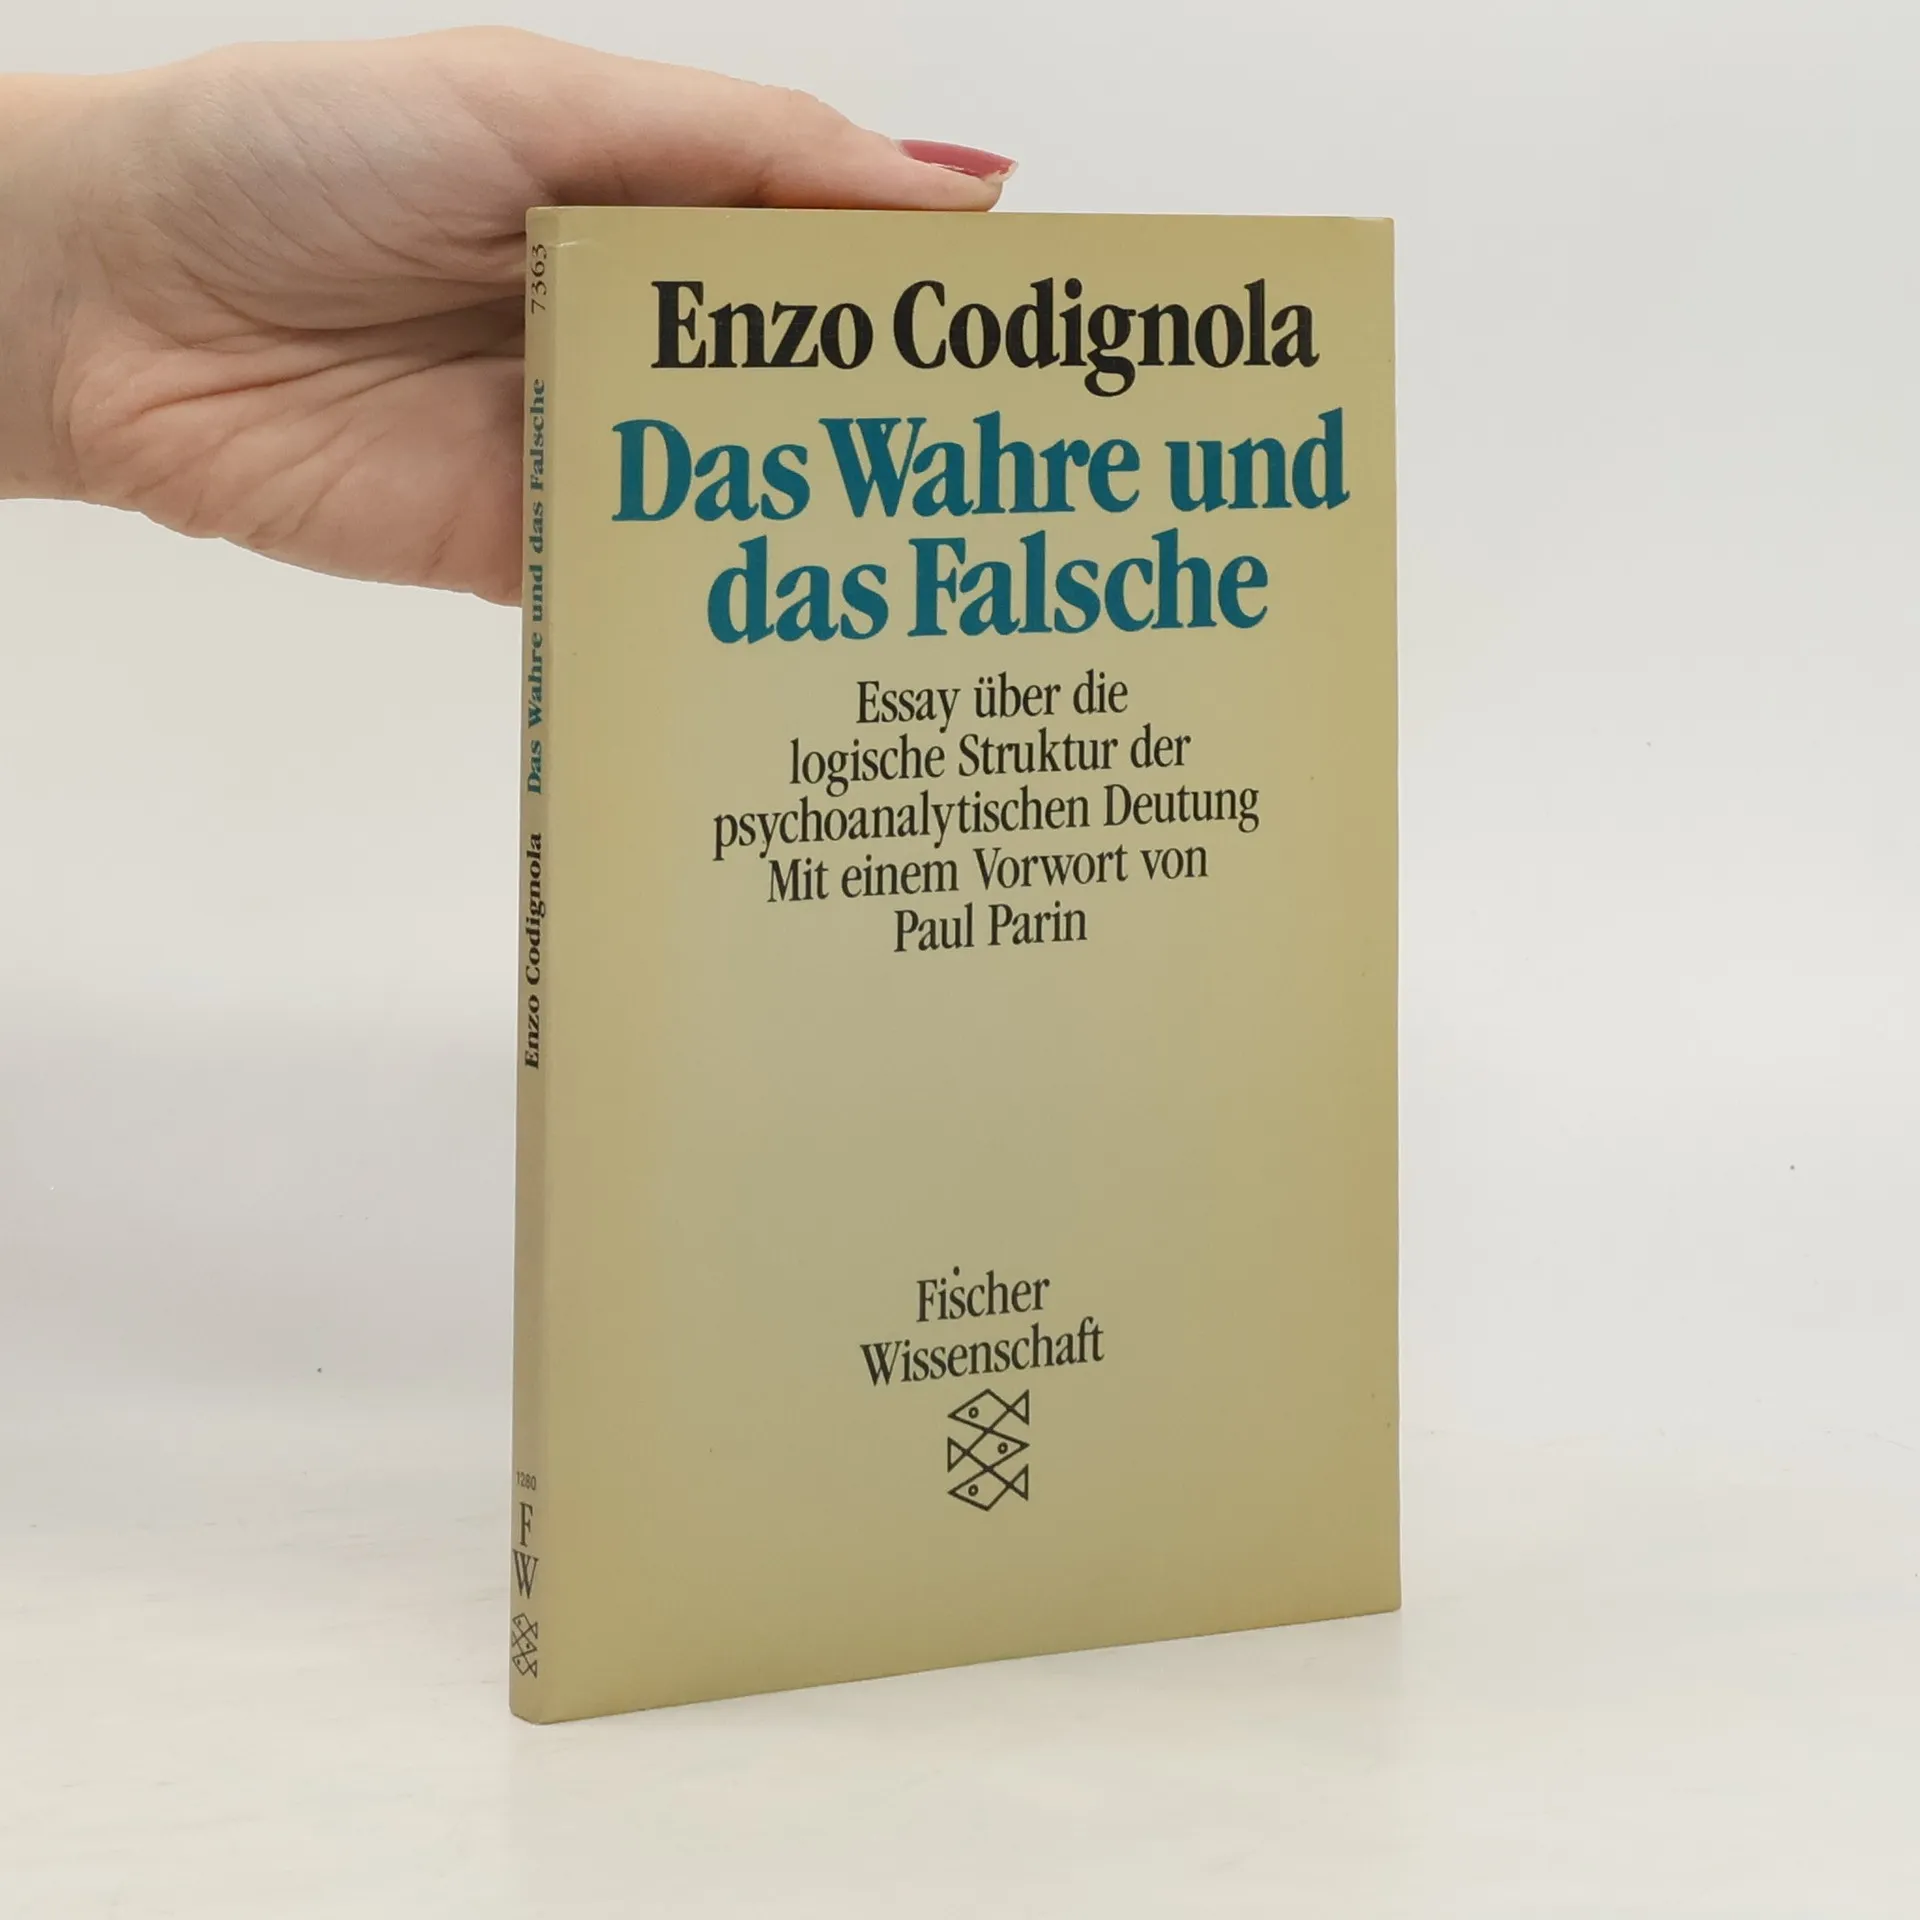 Enzo Codignola
Das Wahre und
das Falsche
Essay über die
logische Struktur der
psychoanalytischen Deutung
Mit einem Vorwort von
Paul Parin
Fischer
Wissenschaft
Enzo Codignola Das Wahre und das Falsche 7363
1280
F
W